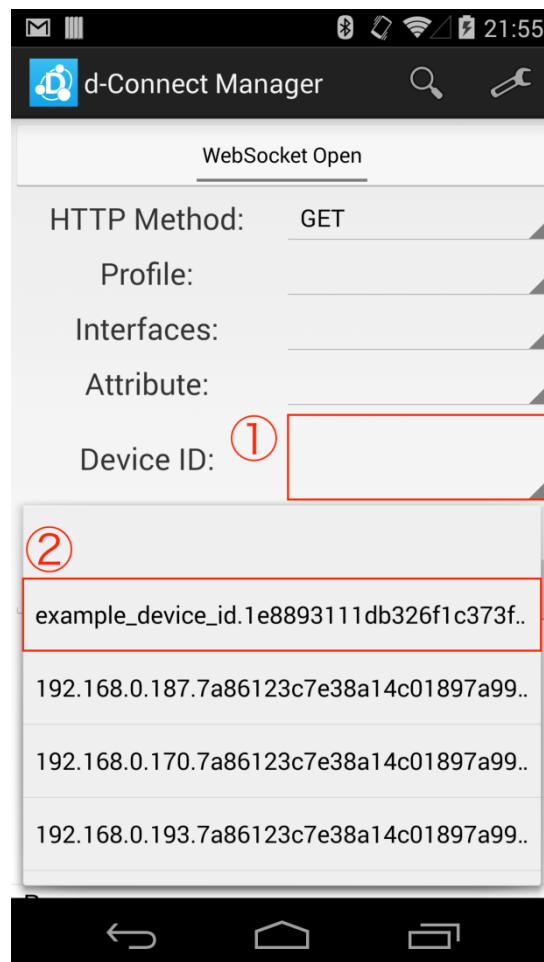 21:55
d-Connect Manager
WebSocket Open
HTTP Method: GET
Profile:
Interfaces:
Attribute:
① Device ID:
②
example_device_id.1e8893111db326f1c373f..
192.168.0.187.7a86123c7e38a14c01897a99..
192.168.0.170.7a86123c7e38a14c01897a99..
192.168.0.193.7a86123c7e38a14c01897a99..